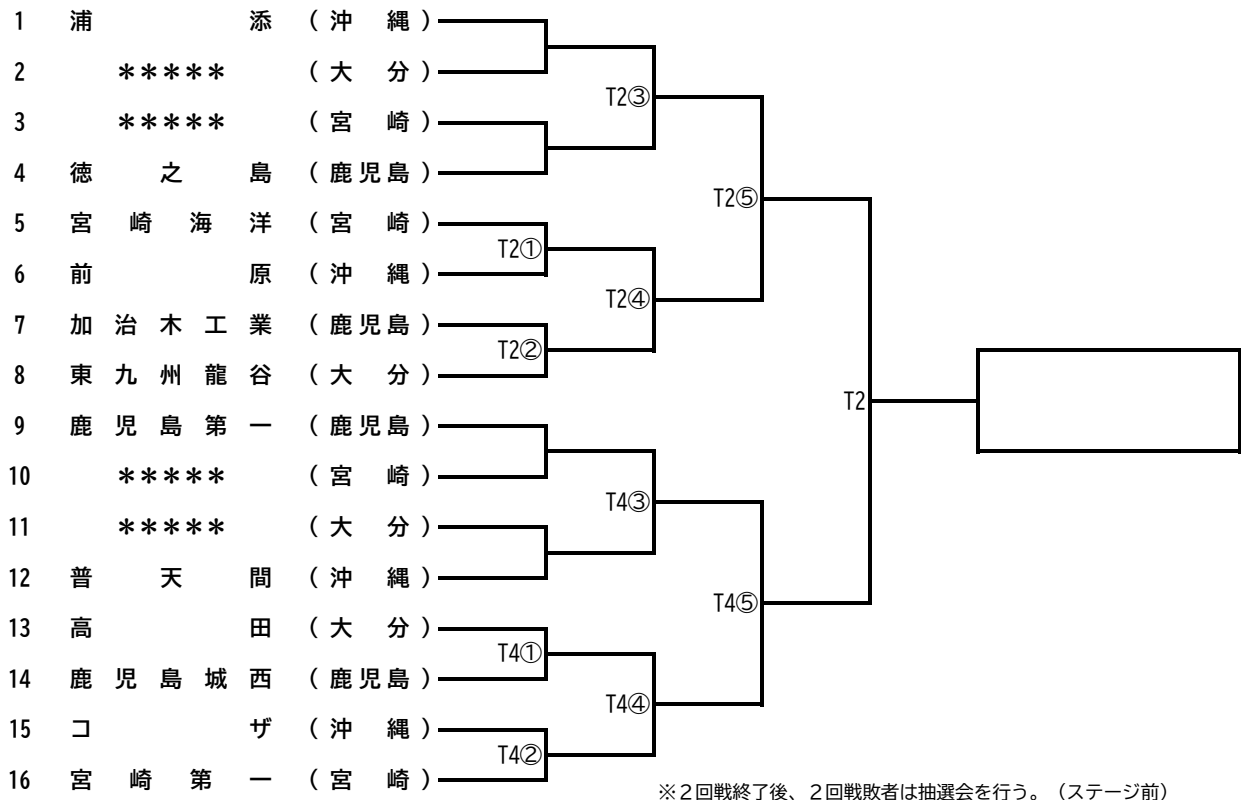 1 浦添 (沖縄)
2 ***** (大分)
T2③
3 ***** (宮崎)
4 徳之島 (鹿児島)
T2⑤
5 宮崎海洋 (宮崎)
T2①
6 前原 (沖縄)
T2④
7 加治木工業 (鹿児島)
T2②
8 東九州龍谷 (大分)
T2
9 鹿児島第一 (鹿児島)
10 ***** (宮崎)
T4③
11 ***** (大分)
12 普天間 (沖縄)
T4⑤
13 高田 (大分)
T4①
14 鹿児島城西 (鹿児島)
T4④
15 コザ (沖縄)
T4②
16 宮崎第一 (宮崎)
※2回戦終了後、2回戦敗者は抽選会を行う。(ステージ前)